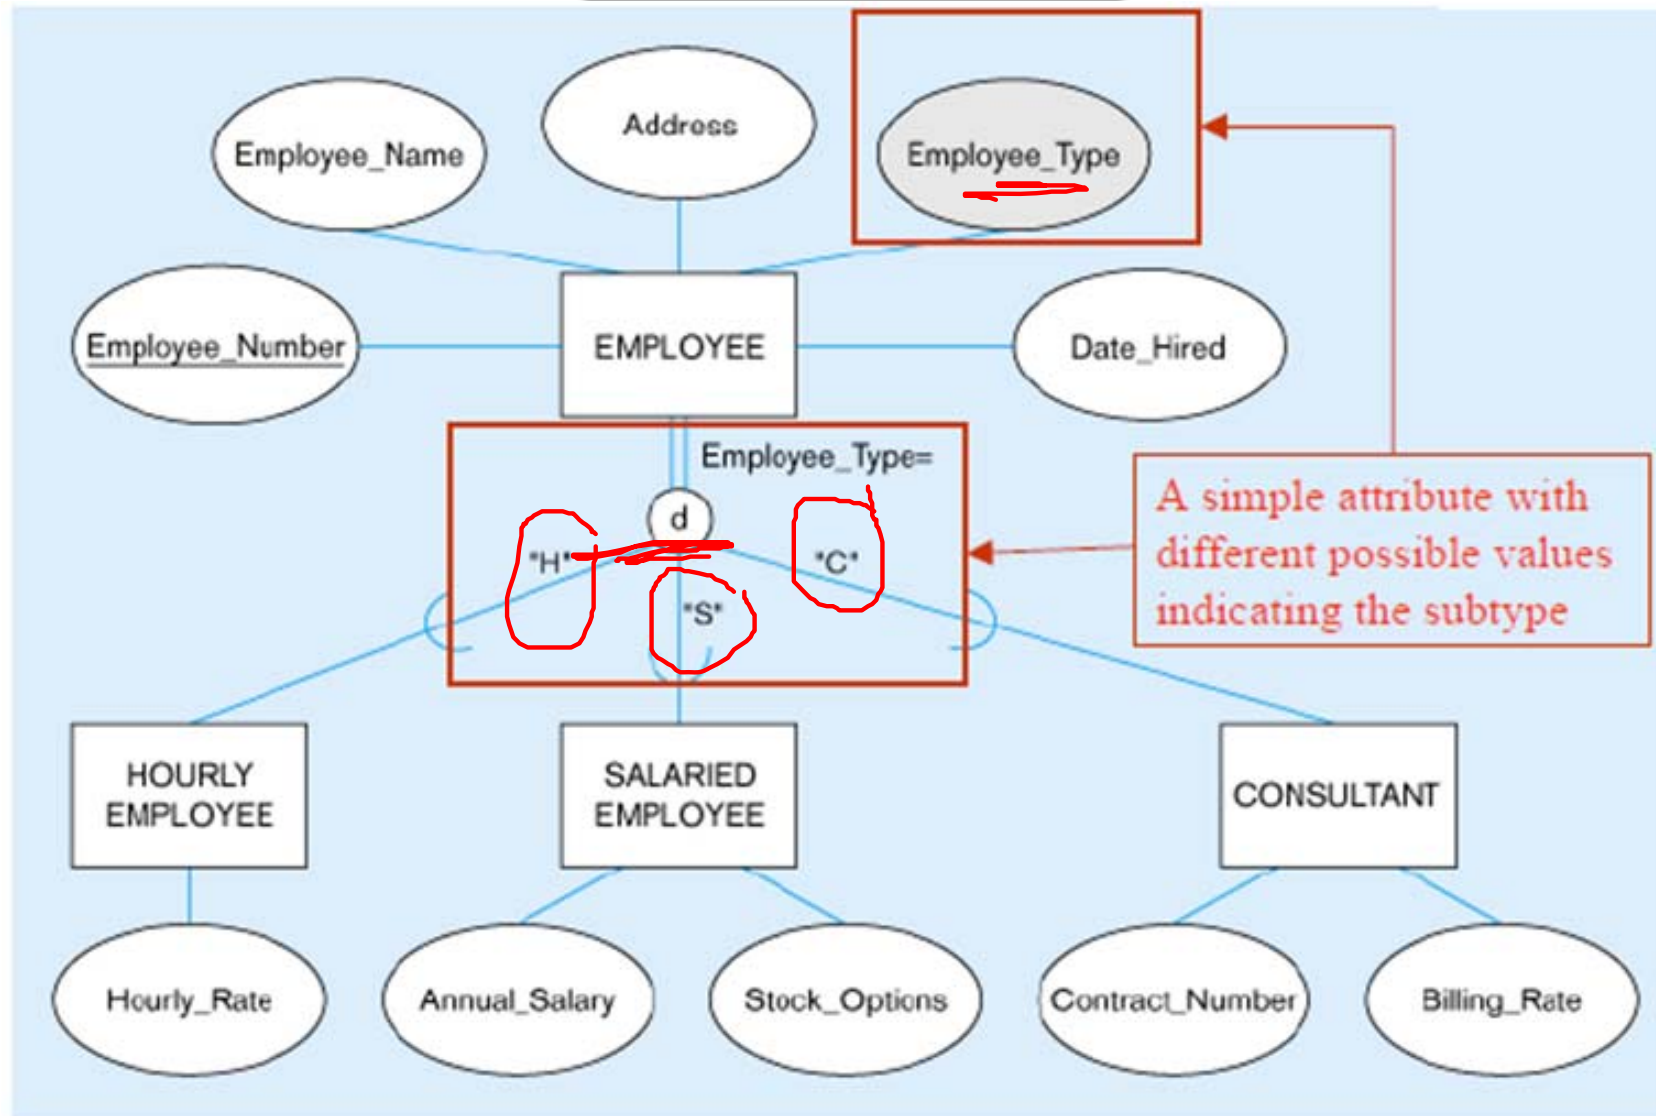 Address
Employee_Name
Employee_Type
Employee_Number
EMPLOYEE
Date_Hired
Employee_Type=
d
"H"
"C"
"S"
A simple attribute with
different possible values
indicating the subtype
HOURLY
EMPLOYEE
SALARIED
EMPLOYEE
CONSULTANT
Hourly_Rate
Annual_Salary
Stock_Options
Contract_Number
Billing_Rate